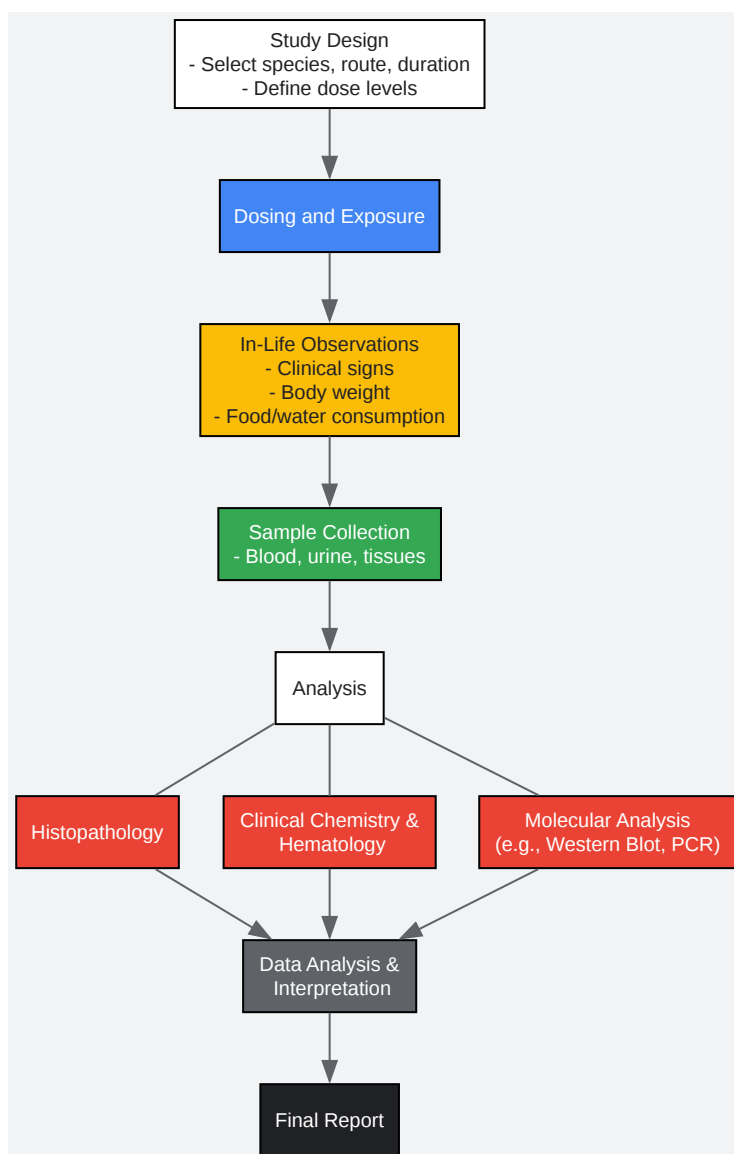 Study Design
- Select species, route, duration
- Define dose levels
Dosing and Exposure
In-Life Observations
- Clinical signs
- Body weight
- Food/water consumption
Sample Collection
- Blood, urine, tissues
Analysis
Histopathology
Clinical Chemistry &
Hematology
Molecular Analysis
(e.g., Western Blot, PCR)
Data Analysis &
Interpretation
Final Report